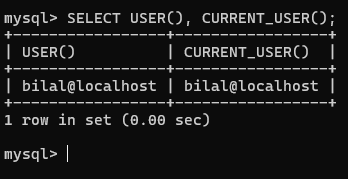 mysql> SELECT USER(), CURRENT_USER();
+-----------------+-----------------+
| USER()          | CURRENT_USER()  |
+-----------------+-----------------+
| bilal@localhost | bilal@localhost |
+-----------------+-----------------+
1 row in set (0.00 sec)
mysql>